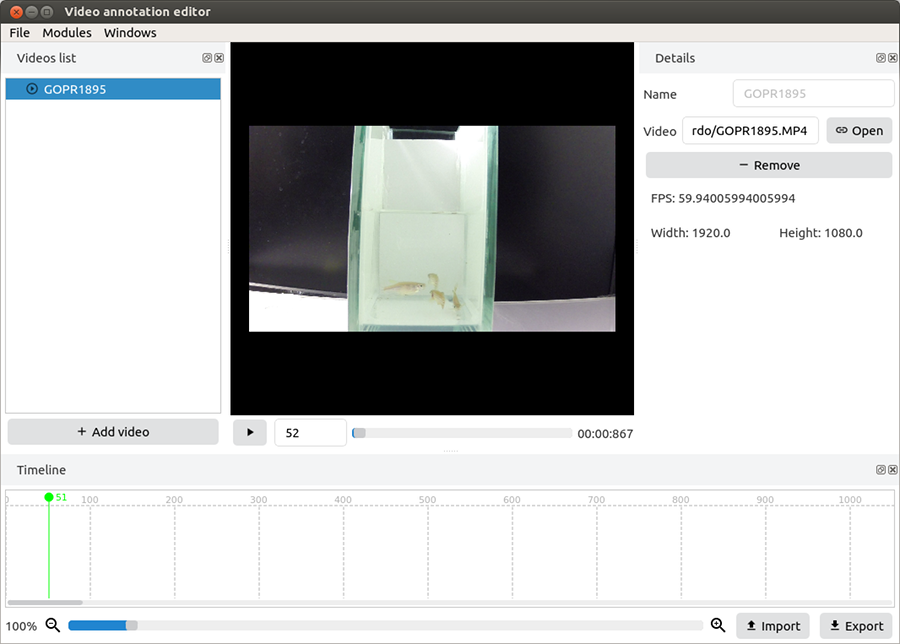 Video annotation editor
File Modules Windows
Videos list
GOPR1895
+ Add video
52
00:00:867
Details
Name GOPR1895
Video rdo/GOPR1895.MP4 Open
− Remove
FPS: 59.94005994005994
Width: 1920.0 Height: 1080.0
Timeline
0 51 100 200 300 400 500 600 700 800 900 1000
100% Import Export